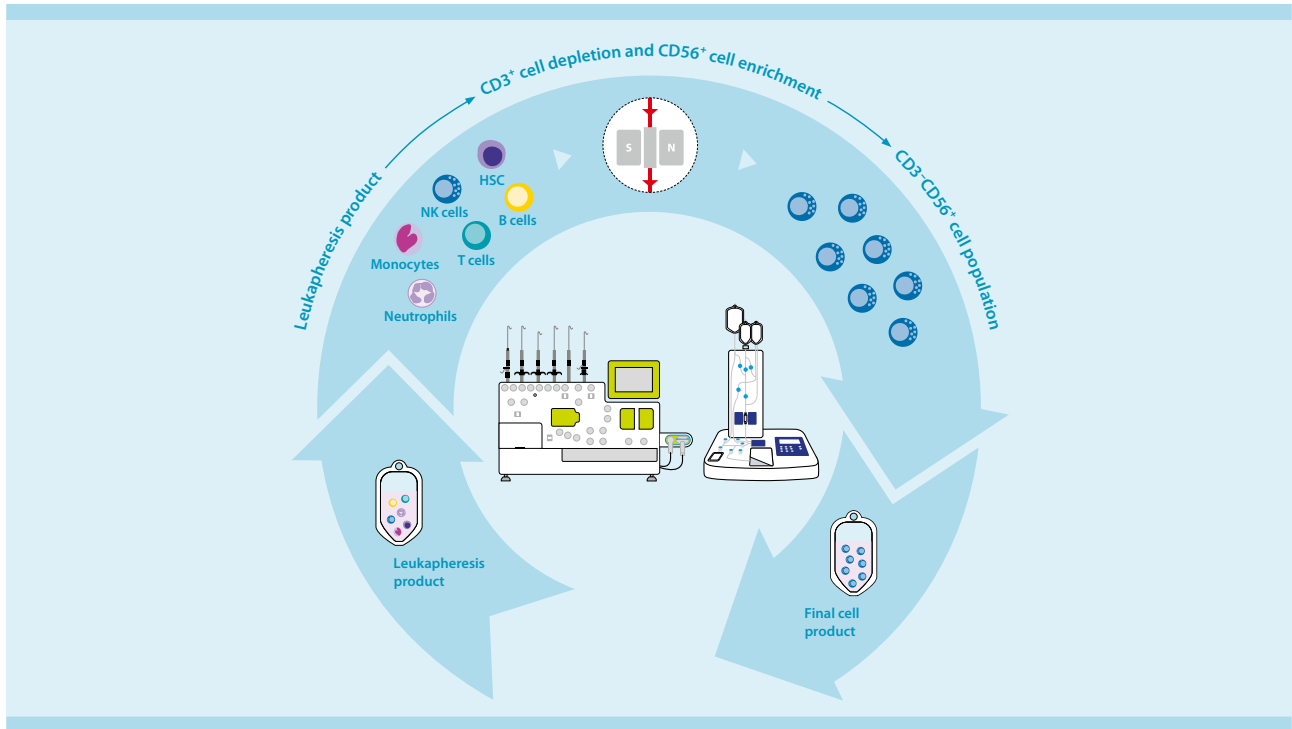 Leukapheresis product
CD3⁺ cell depletion and CD56⁺ cell enrichment
CD3⁻CD56⁺ cell population
S
N
HSC
NK cells
B cells
Monocytes
T cells
Neutrophils
Leukapheresis
product
Final cell
product